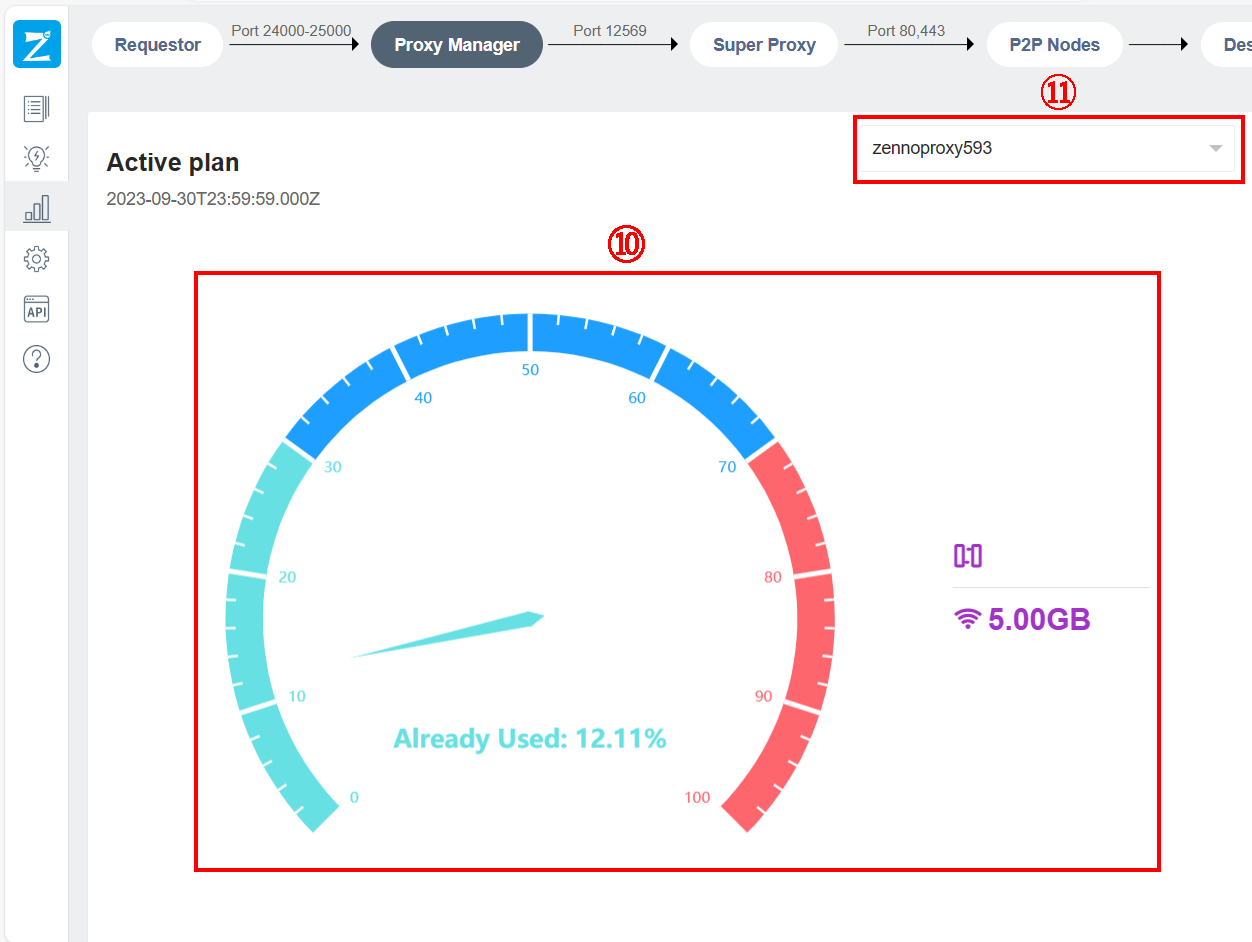 Z
Requestor
Port 24000-25000
Proxy Manager
Port 12569
Super Proxy
Port 80,443
P2P Nodes
Des
⑪
zennoproxy593
Active plan
2023-09-30T23:59:59.000Z
⑩
50
40
60
30
70
20
80
10
90
Already Used: 12.11%
0
100
5.00GB
API
?